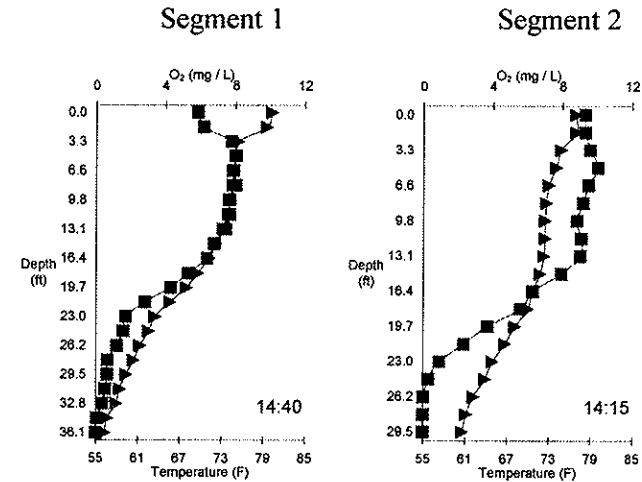 Segment 1
Segment 2
0 4 8 12
O₂ (mg / L)
0.0
3.3
6.6
9.8
13.1
16.4
19.7
23.0
26.2
29.5
32.8
36.1
Depth
(ft)
14:40
55 61 67 73 79 85
Temperature (F)
0 4 8 12
O₂ (mg / L)
0.0
3.3
6.6
9.8
13.1
16.4
19.7
23.0
26.2
29.5
Depth
(ft)
14:15
55 61 67 73 79 85
Temperature (F)